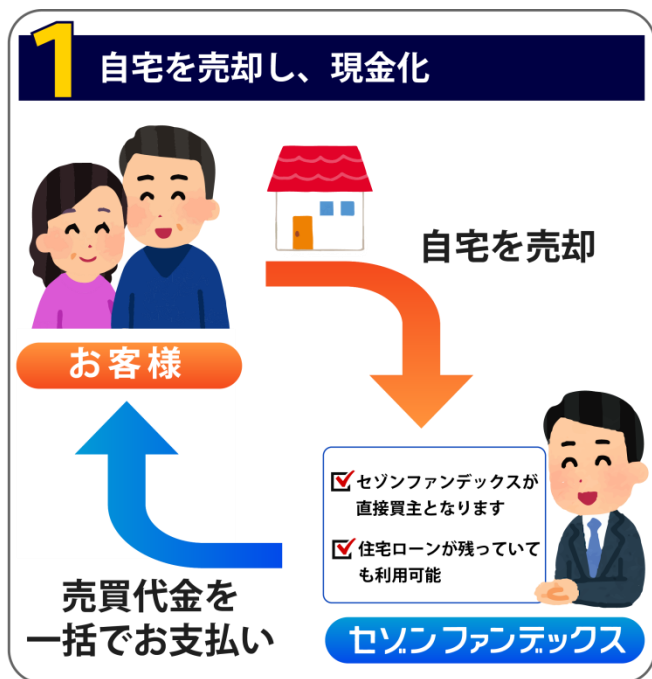 1 自宅を売却し、現金化
自宅を売却
お客様
セゾンファンデックスが
直接買主となります
住宅ローンが残っていて
も利用可能
売買代金を
一括でお支払い
セゾンファンデックス